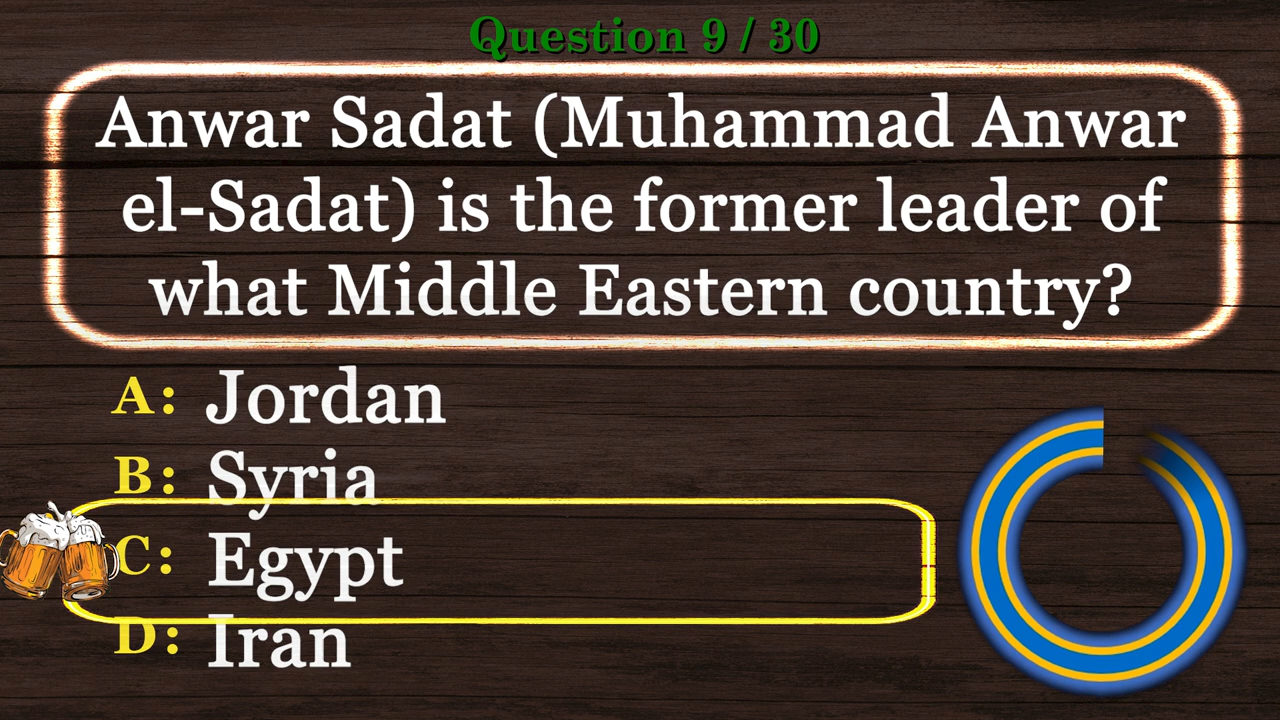 Question 9 / 30
Anwar Sadat (Muhammad Anwar
el-Sadat) is the former leader of
what Middle Eastern country?
A: Jordan
B: Syria
C: Egypt
D: Iran